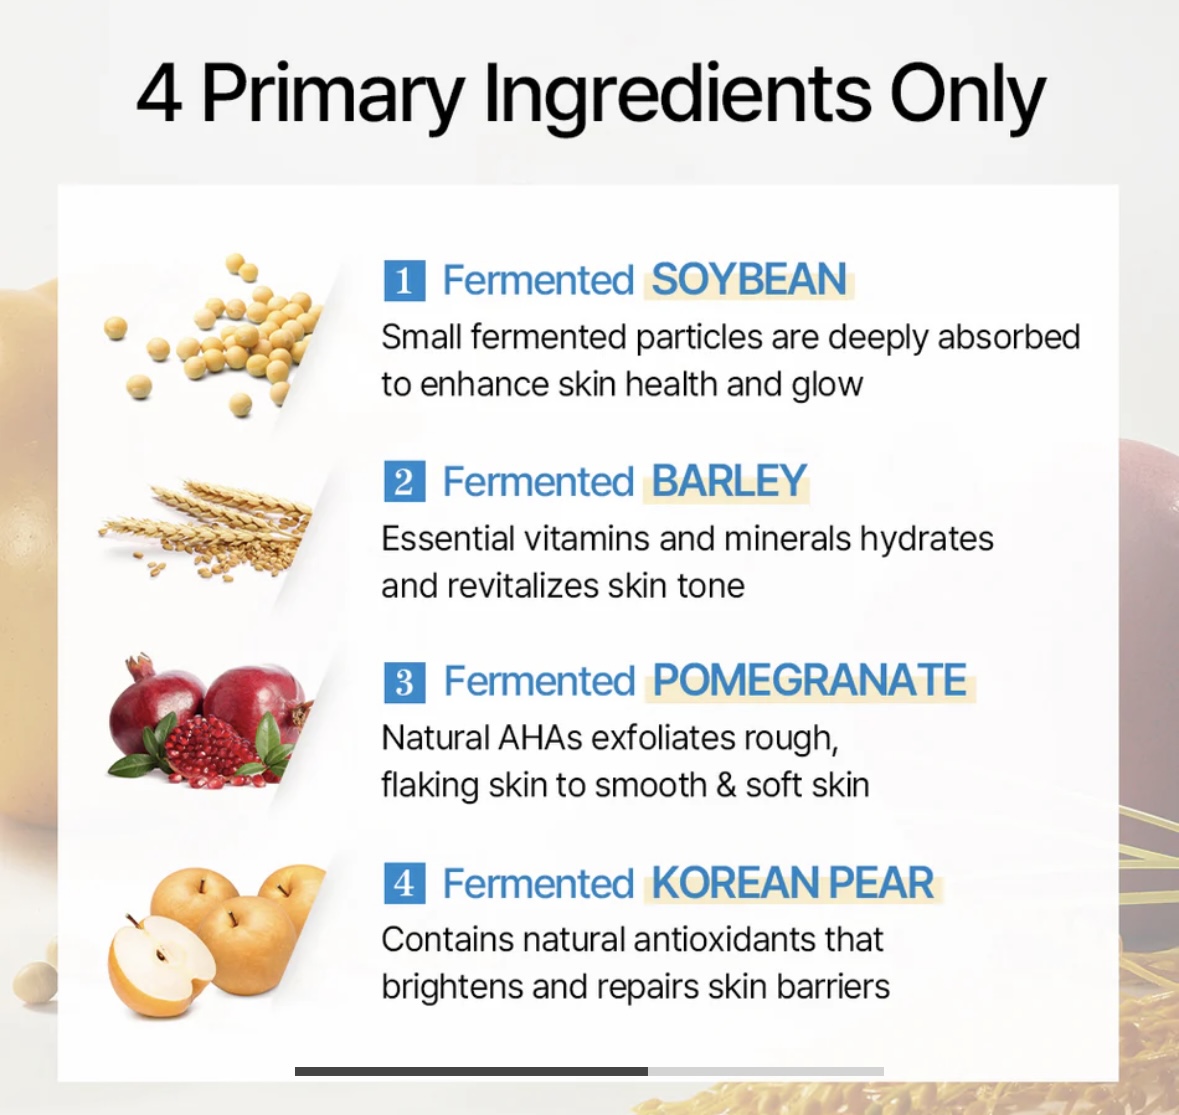 4 Primary Ingredients Only
1 Fermented SOYBEAN
Small fermented particles are deeply absorbed
to enhance skin health and glow
2 Fermented BARLEY
Essential vitamins and minerals hydrates
and revitalizes skin tone
3 Fermented POMEGRANATE
Natural AHAs exfoliates rough,
flaking skin to smooth & soft skin
4 Fermented KOREAN PEAR
Contains natural antioxidants that
brightens and repairs skin barriers